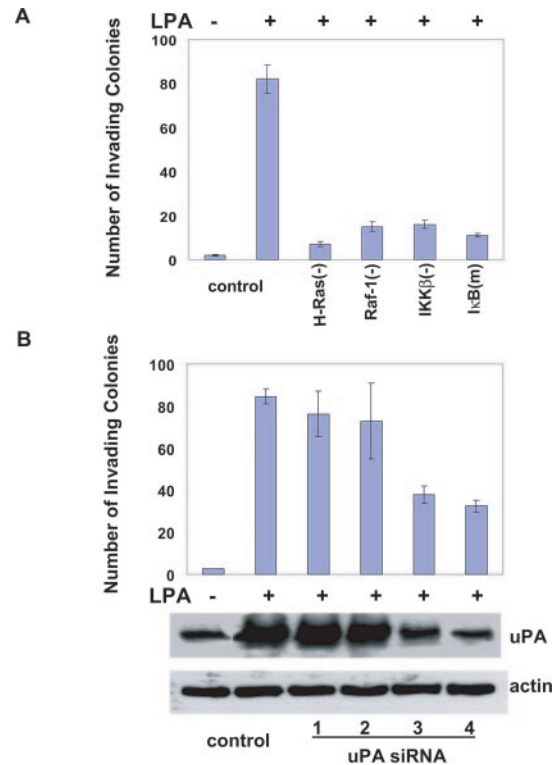 A
LPA - + + + + +
Number of Invading Colonies
100
80
60
40
20
0
control
H-Ras(-)
Raf-1(-)
IKKβ(-)
IκB(m)
B
Number of Invading Colonies
100
80
60
40
20
0
LPA - + + + + +
uPA
actin
1 2 3 4
control
uPA siRNA